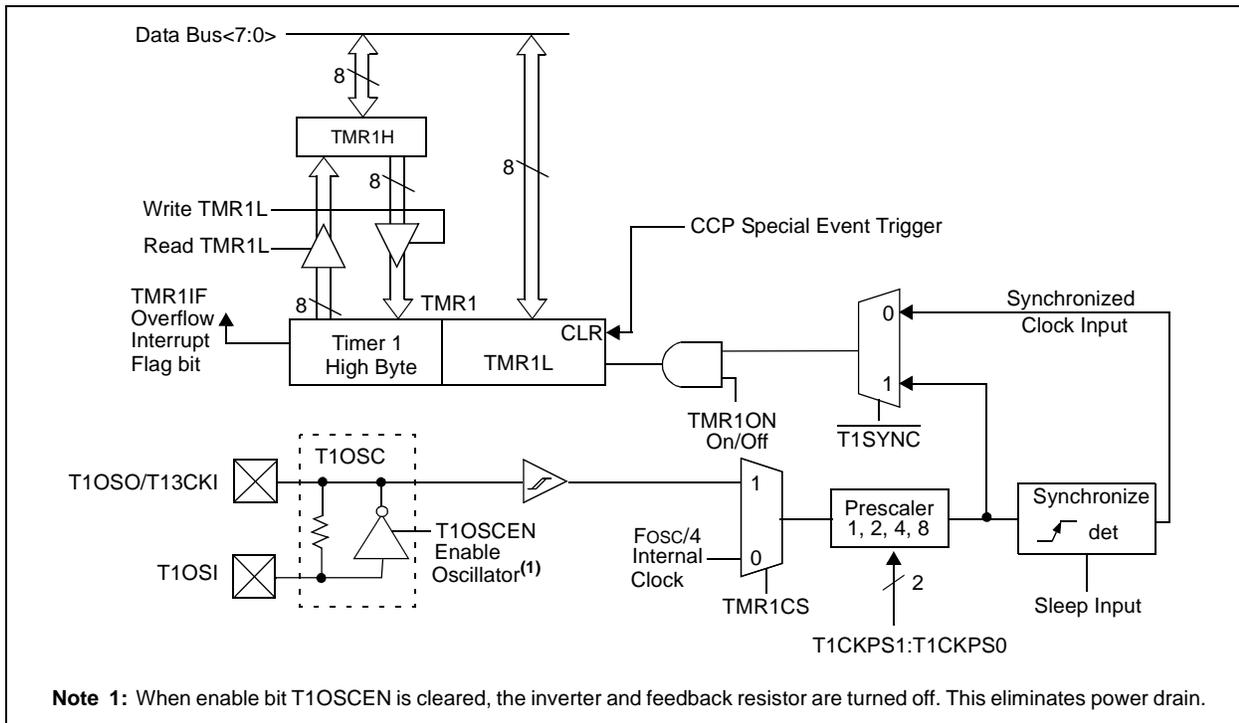 Data Bus<7:0>
8
TMR1H
8
8
Write TMR1L
CCP Special Event Trigger
Read TMR1L
TMR1IF
Overflow
Interrupt
Flag bit
8
TMR1
Timer 1
High Byte
TMR1L
CLR
0
1
Synchronized
Clock Input
TMR1ON
On/Off
T1SYNC
T1OSC
T1OSO/T13CKI
T1OSI
T1OSCEN
Enable
Oscillator(1)
FOSC/4
Internal
Clock
1
0
TMR1CS
Prescaler
1, 2, 4, 8
2
T1CKPS1:T1CKPS0
Synchronize
det
Sleep Input
Note 1: When enable bit T1OSCEN is cleared, the inverter and feedback resistor are turned off. This eliminates power drain.